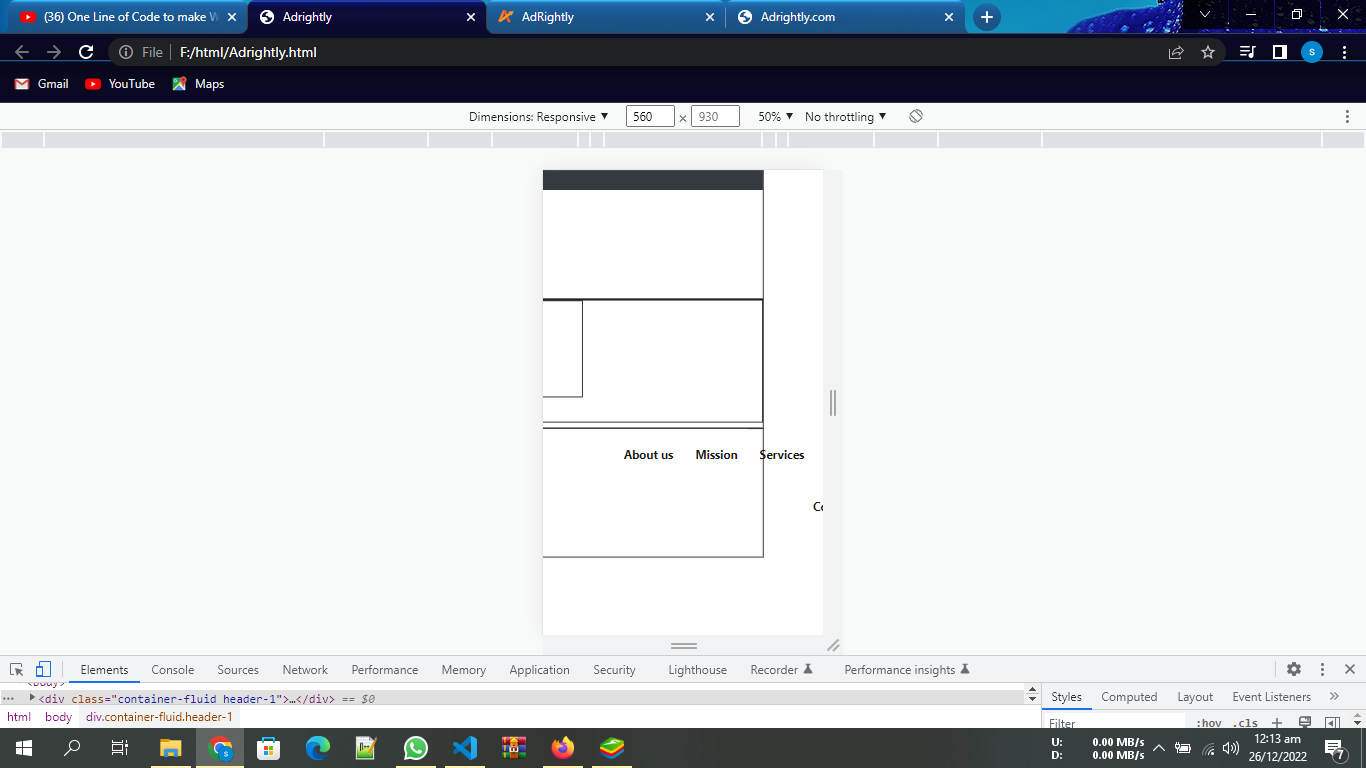 (36) One Line of Code to make W
Adrightly
AdRightly
Adrightly.com
File
F:/html/Adrightly.html
s
Gmail
YouTube
Maps
Dimensions: Responsive
560
×
930
50%
No throttling
About us
Mission
Services
Elements
Console
Sources
Network
Performance
Memory
Application
Security
Lighthouse
Recorder
Performance insights
<body>
<div class="container-fluid header-1">…</div> == $0
Styles
Computed
Layout
Event Listeners
html
body
div.container-fluid.header-1
Filter
:hov
.cls
U: 0.00 MB/s
D: 0.00 MB/s
12:13 am
26/12/2022
7